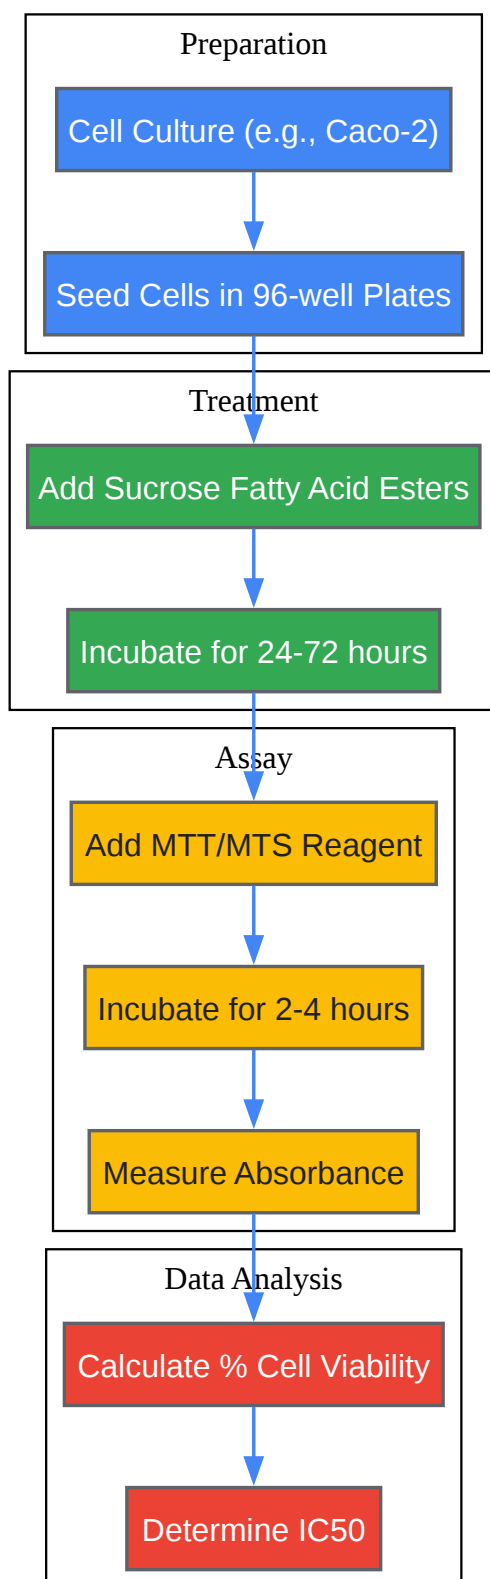 Preparation
Cell Culture (e.g., Caco-2)
Seed Cells in 96-well Plates
Treatment
Add Sucrose Fatty Acid Esters
Incubate for 24-72 hours
Assay
Add MTT/MTS Reagent
Incubate for 2-4 hours
Measure Absorbance
Data Analysis
Calculate % Cell Viability
Determine IC50